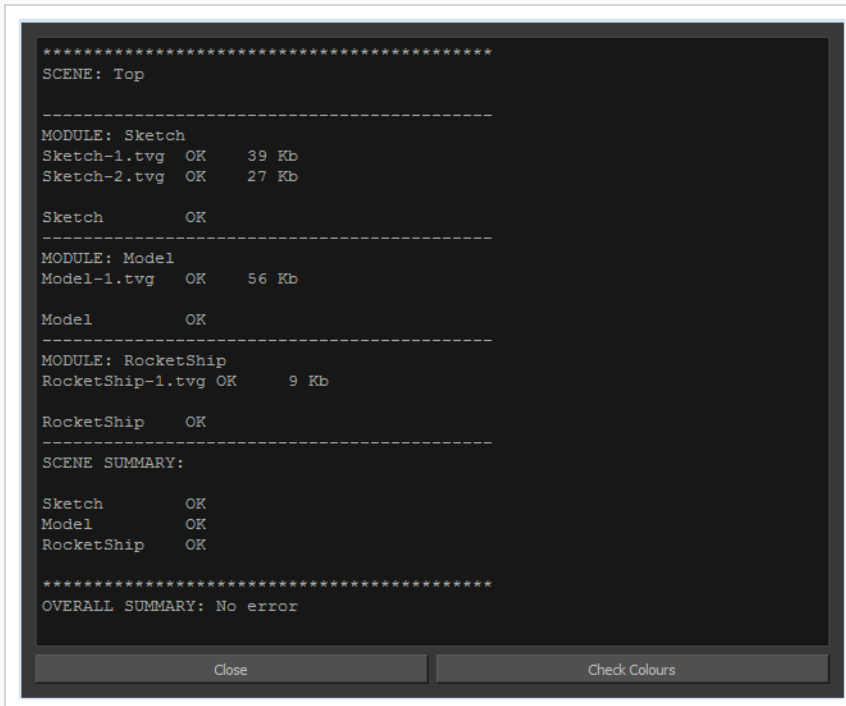 ********************************************
SCENE: Top
--------------------------------------------
MODULE: Sketch
Sketch-1.tvg OK 39 Kb
Sketch-2.tvg OK 27 Kb
Sketch OK
--------------------------------------------
MODULE: Model
Model-1.tvg OK 56 Kb
Model OK
--------------------------------------------
MODULE: RocketShip
RocketShip-1.tvg OK 9 Kb
RocketShip OK
--------------------------------------------
SCENE SUMMARY:
Sketch OK
Model OK
RocketShip OK
********************************************
OVERALL SUMMARY: No error
Close Check Colours